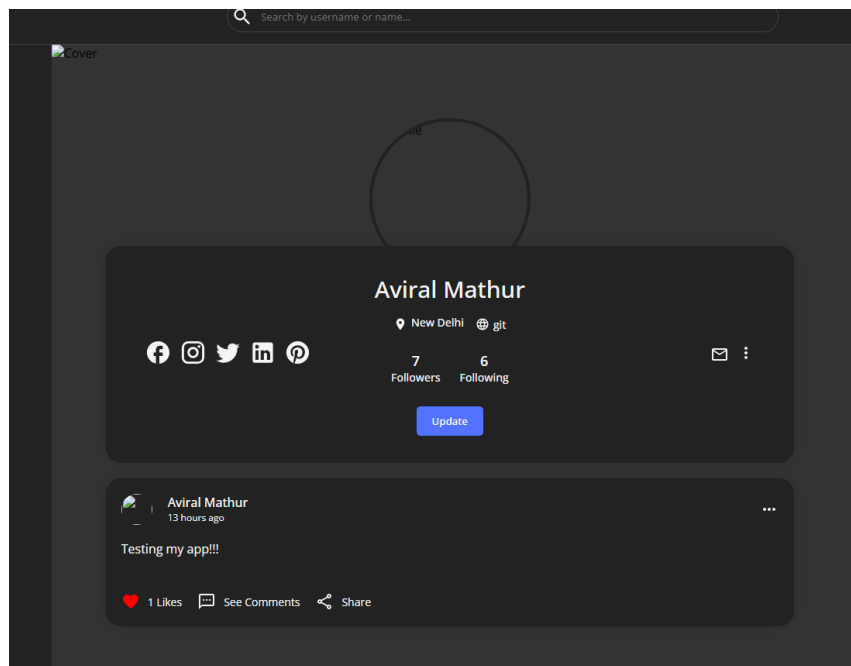 Search by username or name...
Cover
Aviral Mathur
New Delhi git
7 6
Followers Following
Update
Aviral Mathur
13 hours ago
Testing my app!!!
1 Likes See Comments Share